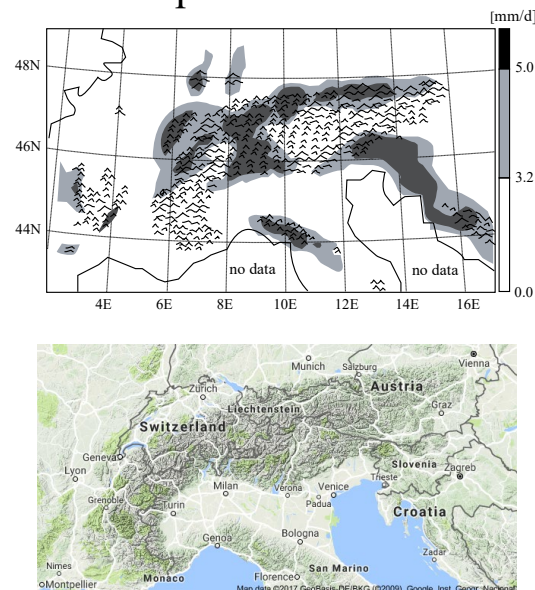 [mm/d]
48N
5.0
46N
3.2
44N
no data
no data
0.0
4E 6E 8E 10E 12E 14E 16E
Munich
Salzburg
Vienna
Zürich
Austria
Liechtenstein
Graz
Switzerland
Geneva
Slovenia
Zagreb
Lyon
Trieste
Milan
Verona
Venice
Grenoble
Padua
Turin
Croatia
Genoa
Bologna
Zadar
Nimes
San Marino
Monaco
Florence
Montpellier
Map data ©2017 GeoBasis-DE/BKG (©2009), Google, Inst. Geogr. Nacional